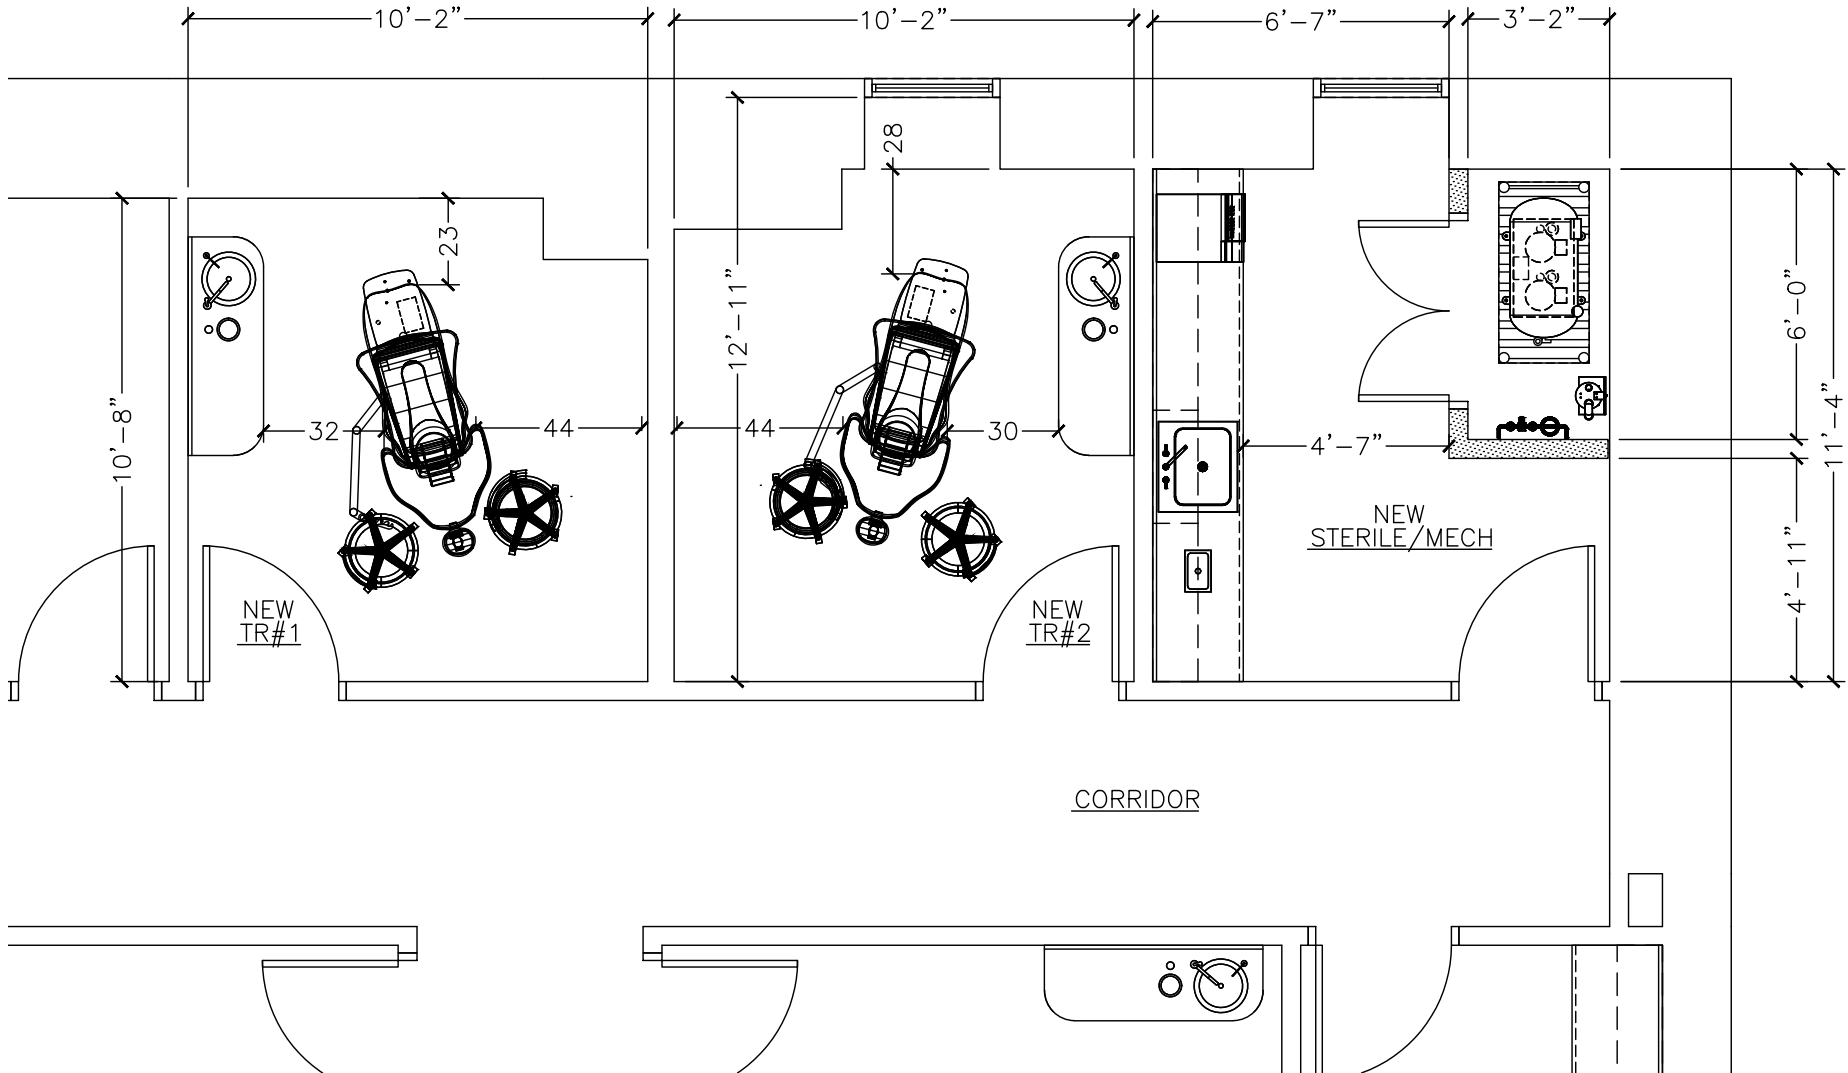 10'-2"
10'-2"
6'-7"
3'-2"
28
23
12'-11"
6'-0"
10'-8"
11'-4"
32
44
44
30
4'-7"
NEW
STERILE/MECH
4'-11"
NEW
TR#1
NEW
TR#2
CORRIDOR